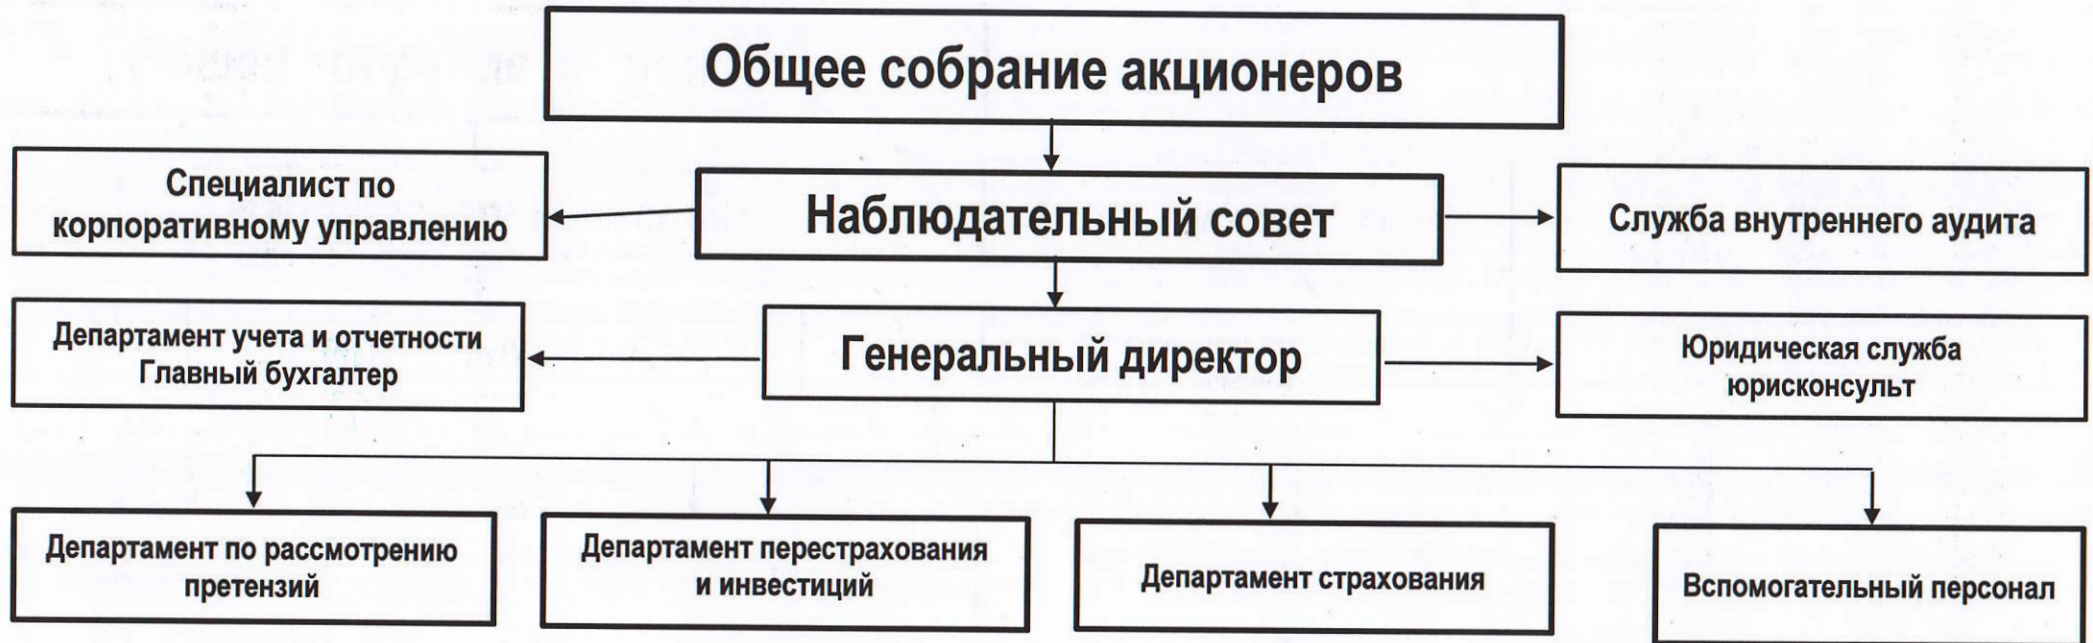 Общее собрание акционеров
Специалист по
корпоративному управлению
Наблюдательный совет
Служба внутреннего аудита
Департамент учета и отчетности
Главный бухгалтер
Генеральный директор
Юридическая служба
юрисконсульт
Департамент по рассмотрению
претензий
Департамент перестрахования
и инвестиций
Департамент страхования
Вспомогательный персонал